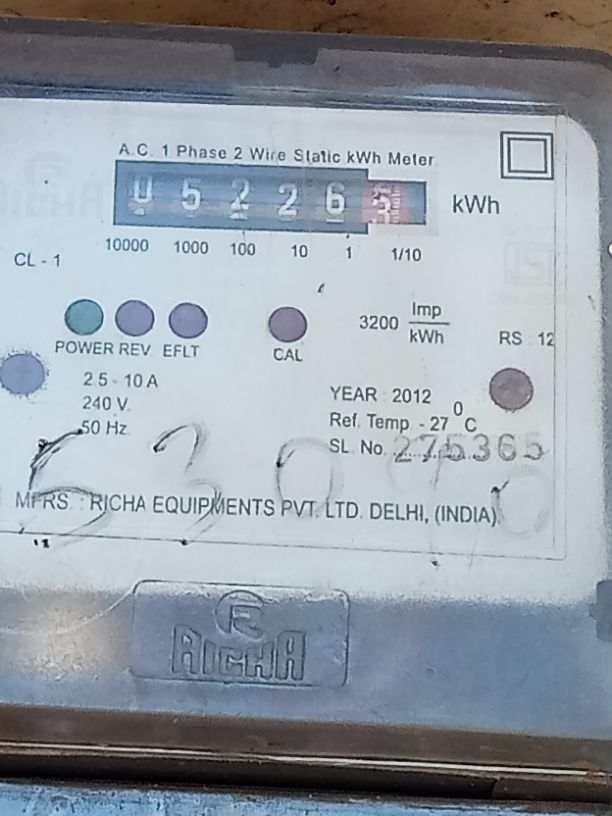 A.C. 1 Phase 2 Wire Static kWh Meter
0 5 2 2 6 5 kWh
10000 1000 100 10 1 1/10
CL - 1
3200 Imp/kWh
POWER REV EFLT CAL RS : 12
2.5 - 10 A
240 V.
50 Hz.
YEAR : 2012
Ref. Temp. - 27 0 C
SL. No. 275365
MFRS. : RICHA EQUIPMENTS PVT. LTD. DELHI, (INDIA).
RICHA